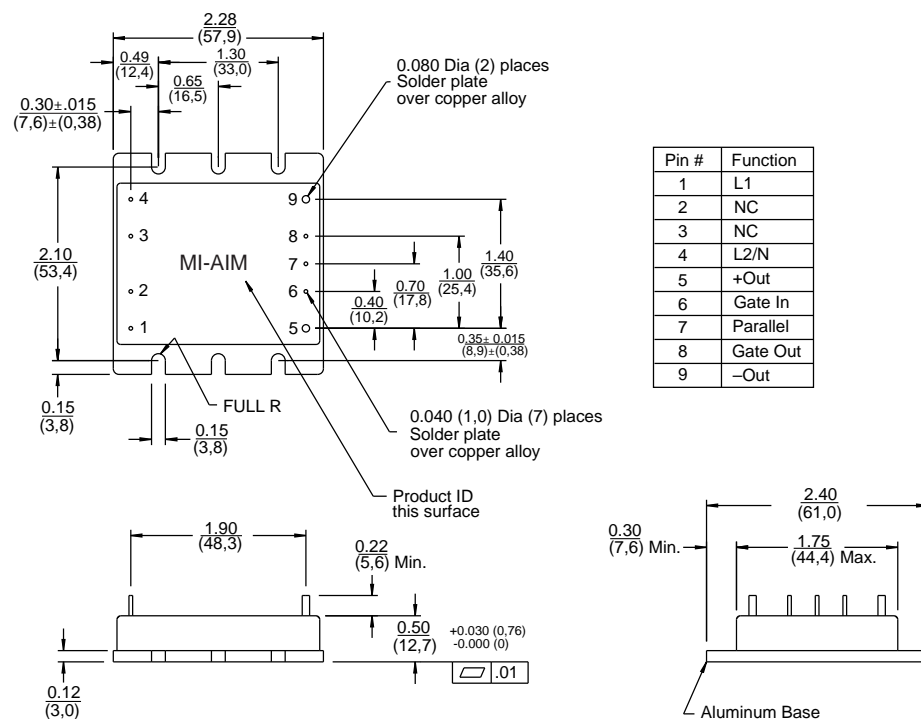 2.28
(57,9)
0.49
(12,4)
1.30
(33,0)
0.65
(16,5)
0.30±.015
(7,6)±(0,38)
0.080 Dia (2) places
Solder plate
over copper alloy
4
3
2
1
2.10
(53,4)
MI-AIM
9
8
7
6
5
0.40
(10,2)
0.70
(17,8)
1.00
(25,4)
1.40
(35,6)
0.35± 0.015
(8,9)±(0,38)
0.15
(3,8)
FULL R
0.15
(3,8)
0.040 (1,0) Dia (7) places
Solder plate
over copper alloy
Product ID
this surface
Pin # Function
1 L1
2 NC
3 NC
4 L2/N
5 +Out
6 Gate In
7 Parallel
8 Gate Out
9 –Out
1.90
(48,3)
0.22
(5,6) Min.
0.50
(12,7)
+0.030 (0,76)
-0.000 (0)
.01
0.12
(3,0)
2.40
(61,0)
0.30
(7,6) Min.
1.75
(44,4) Max.
Aluminum Base